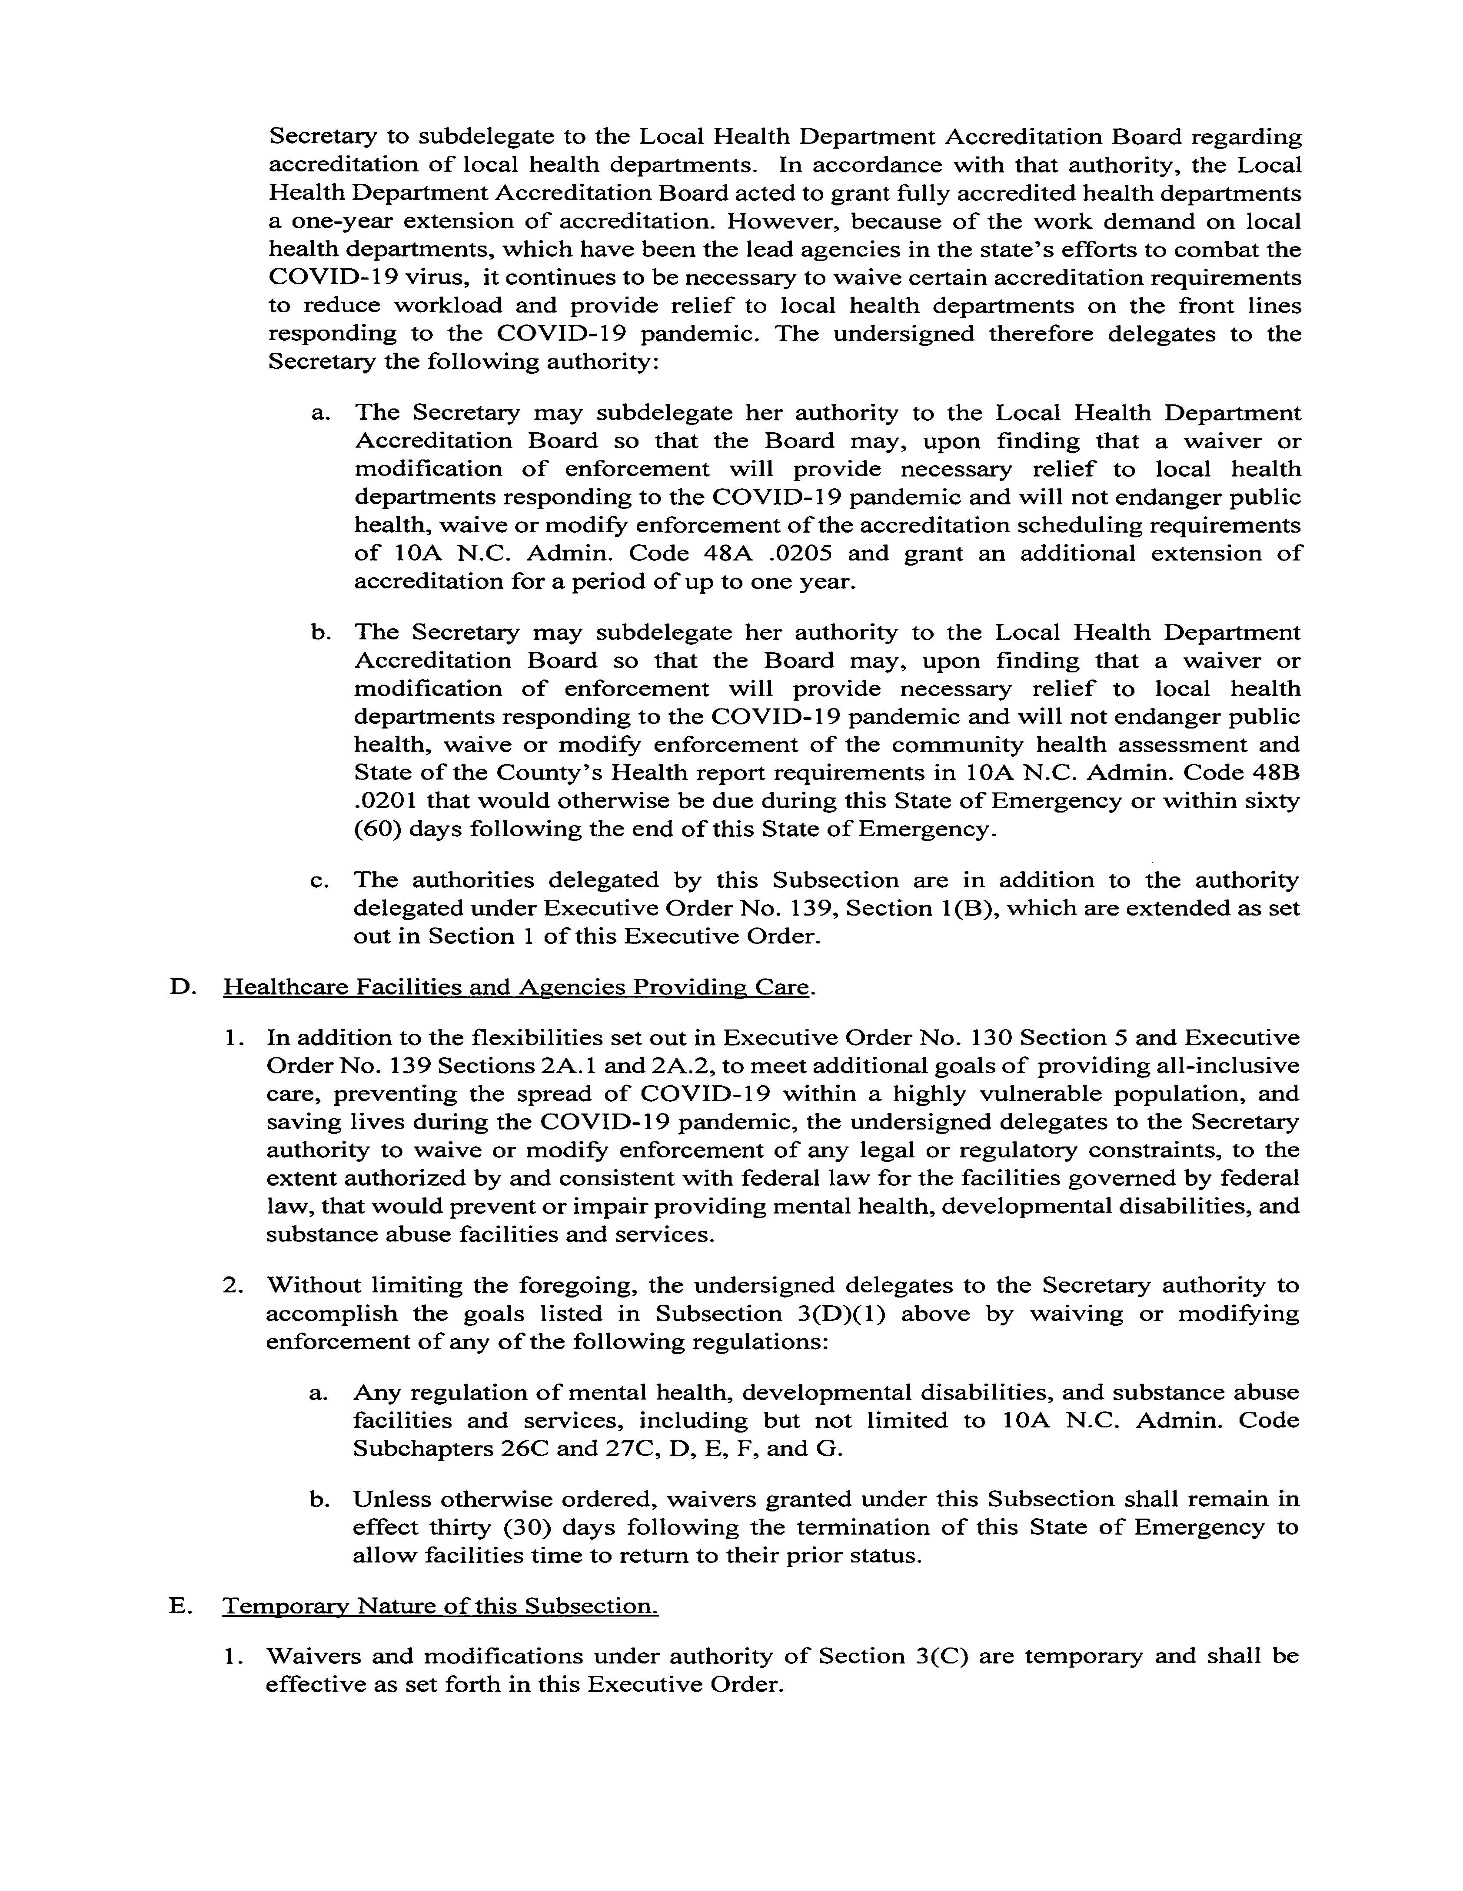 Secretary to subdelegate to the Local Health Department Accreditation Board regarding
accreditation of local health departments.  In accordance with that authority, the Local
Health Department Accreditation Board acted to grant fully accredited health departments
a one-year extension of accreditation. However, because of the work demand on local
health departments, which have been the lead agencies in the state's efforts to combat the
COVID-19 virus,  it continues to be necessary to waive certain accreditation requirements
to reduce workload and provide relief to local health departments on the front lines
responding to the COVID-19 pandemic. The undersigned therefore delegates to the
Secretary the following authority:
a. The Secretary may subdelegate her authority to the Local Health Department
Accreditation Board so that the Board may, upon finding that a waiver or
modification of enforcement will provide necessary relief to local health
departments responding to the COVID-19 pandemic and will not endanger public
health, waive or modify enforcement of the accreditation scheduling requirements
of 10A N.C. Admin. Code 48A .0205 and grant an additional extension of
accreditation for a period of up to one year.
b. The Secretary may subdelegate her authority to the Local Health Department
Accreditation Board so that the Board may, upon finding that a waiver or
modification of enforcement will provide necessary relief to local health
departments responding to the COVID-19 pandemic and will not endanger public
health, waive or modify enforcement of the community health assessment and
State of the County's Health report requirements in 10A N.C. Admin. Code 48B
.0201 that would otherwise be due during this State of Emergency or within sixty
(60) days following the end of this State of Emergency.
c. The authorities delegated by this Subsection are in addition to the authority
delegated under Executive Order No. 139, Section 1(B), which are extended as set
out in Section 1 of this Executive Order.
D. Healthcare Facilities and Agencies Providing Care.
1. In addition to the flexibilities set out in Executive Order No. 130 Section 5 and Executive
Order No. 139 Sections 2A.1 and 2A.2, to meet additional goals of providing all-inclusive
care, preventing the spread of COVID-19 within a highly vulnerable population, and
saving lives during the COVID-19 pandemic, the undersigned delegates to the Secretary
authority to waive or modify enforcement of any legal or regulatory constraints, to the
extent authorized by and consistent with federal law for the facilities governed by federal
law, that would prevent or impair providing mental health, developmental disabilities, and
substance abuse facilities and services.
2. Without limiting the foregoing, the undersigned delegates to the Secretary authority to
accomplish the goals listed in Subsection 3(D)(1) above by waiving or modifying
enforcement of any of the following regulations:
a. Any regulation of mental health, developmental disabilities, and substance abuse
facilities and services, including but not limited to 10A N.C. Admin. Code
Subchapters 26C and 27C, D, E, F, and G.
b. Unless otherwise ordered, waivers granted under this Subsection shall remain in
effect thirty (30) days following the termination of this State of Emergency to
allow facilities time to return to their prior status.
E. Temporary Nature of this Subsection.
1. Waivers and modifications under authority of Section 3(C) are temporary and shall be
effective as set forth in this Executive Order.